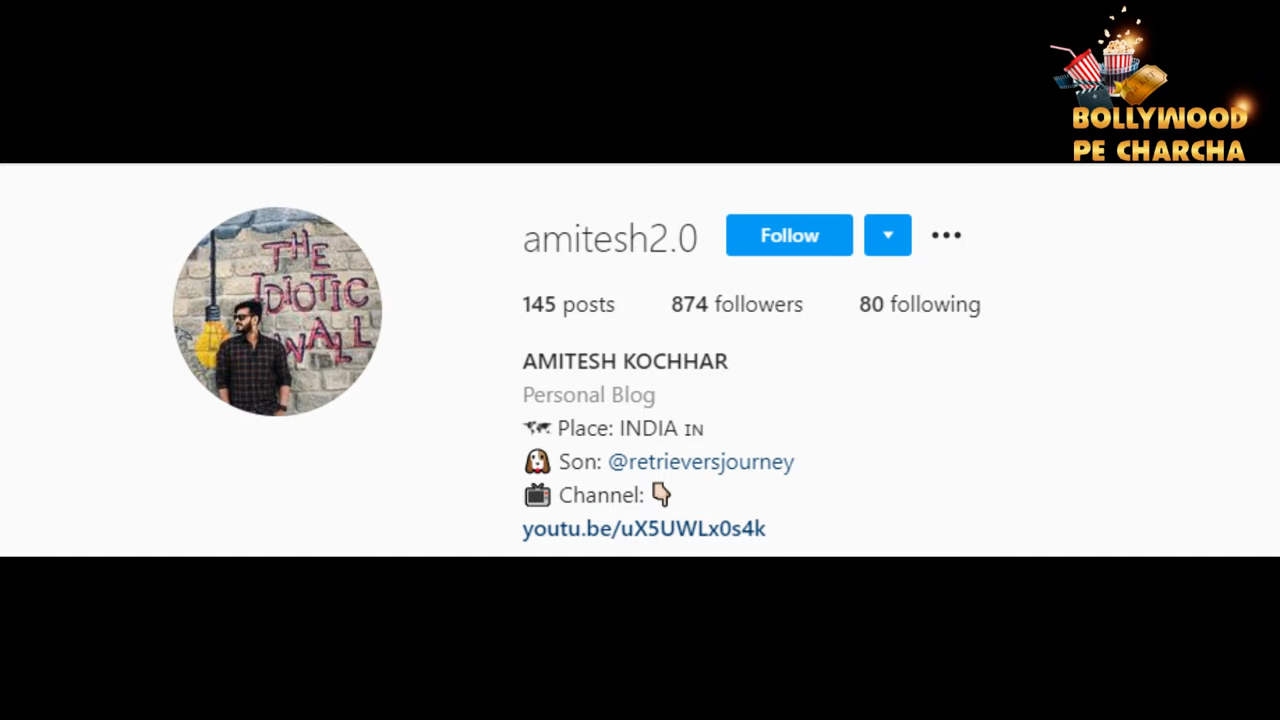 BOLLYWOOD
PE CHARCHA
THE
IDIOTIC
WALL
amitesh2.0 Follow
145 posts 874 followers 80 following
AMITESH KOCHHAR
Personal Blog
Place: INDIA IN
Son: @retrieversjourney
Channel:
youtu.be/uX5UWLx0s4k